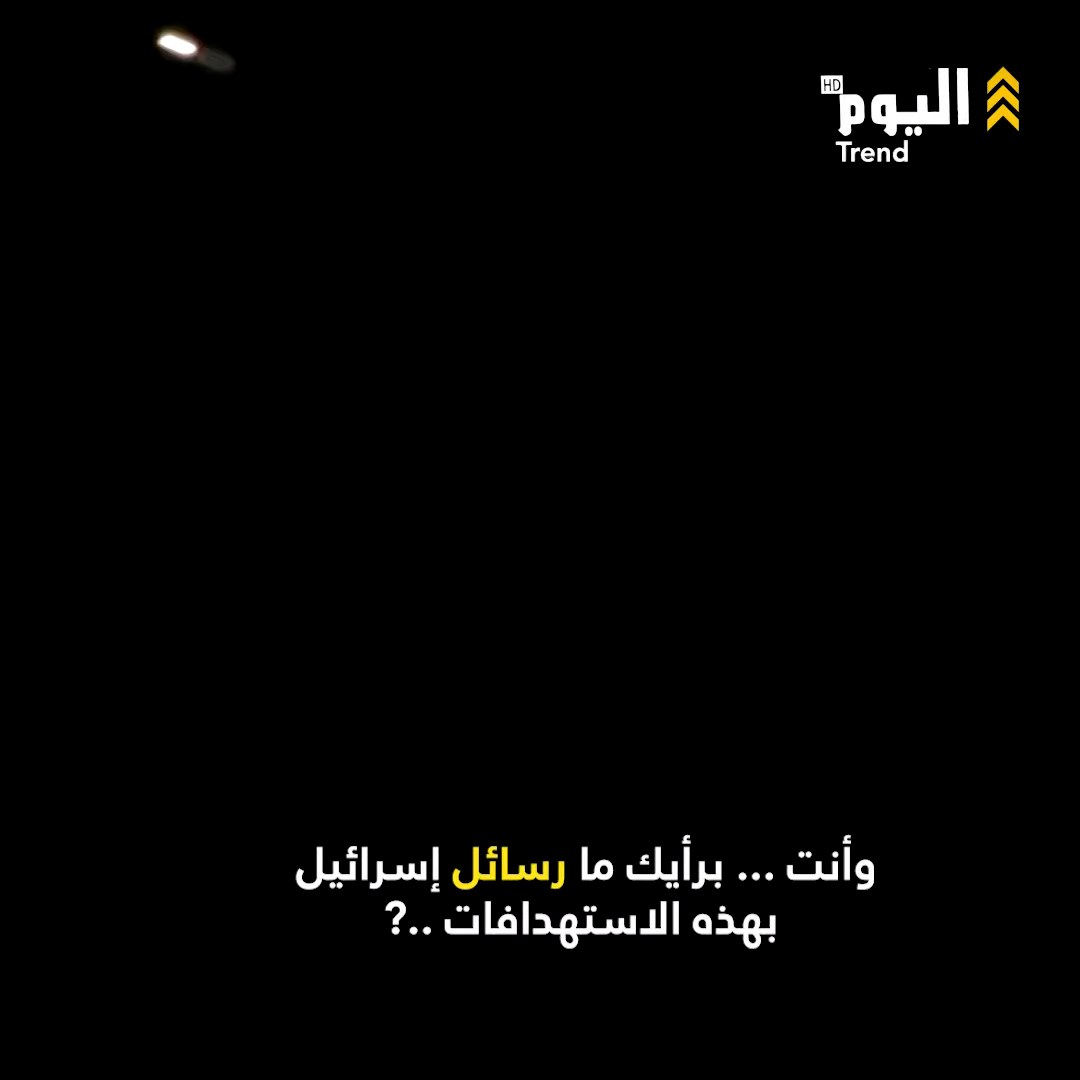 HD
اليوم
Trend
وأنت ... برأيك ما رسائل إسرائيل
بهذه الاستهدافات ..?